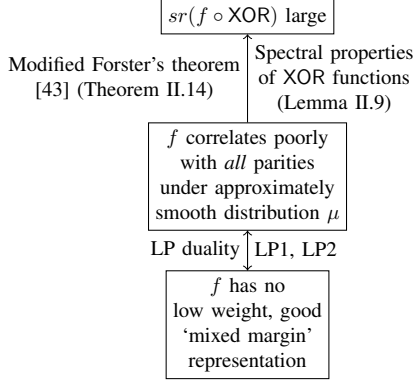 sr(f ∘ XOR) large
Modified Forster's theorem
[43] (Theorem II.14)
Spectral properties
of XOR functions
(Lemma II.9)
f correlates poorly
with all parities
under approximately
smooth distribution μ
LP duality
LP1, LP2
f has no
low weight, good
'mixed margin'
representation